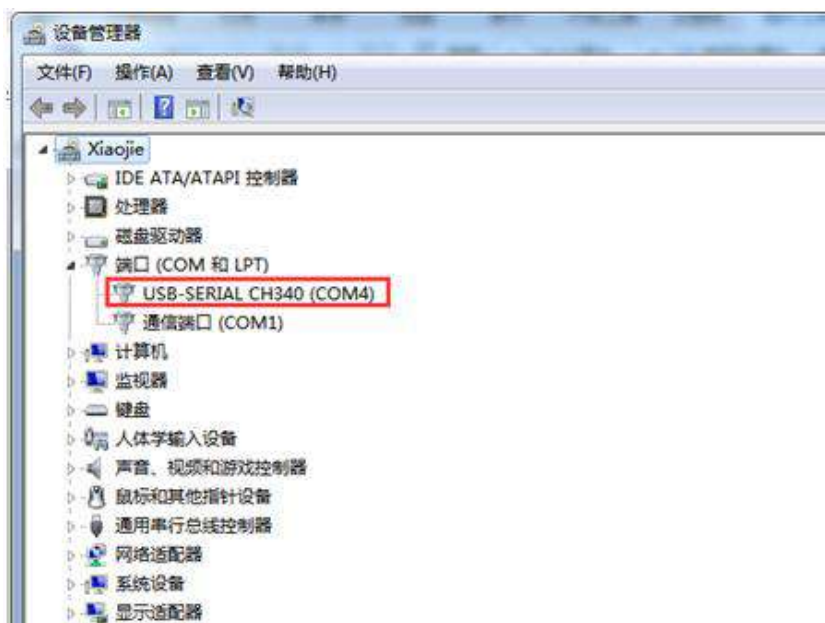 设备管理器
文件(F) 操作(A) 查看(V) 帮助(H)
Xiaojie
IDE ATA/ATAPI 控制器
处理器
磁盘驱动器
端口 (COM 和 LPT)
USB-SERIAL CH340 (COM4)
通信端口 (COM1)
计算机
监视器
键盘
人体学输入设备
声音、视频和游戏控制器
鼠标和其他指针设备
通用串行总线控制器
网络适配器
系统设备
显示适配器